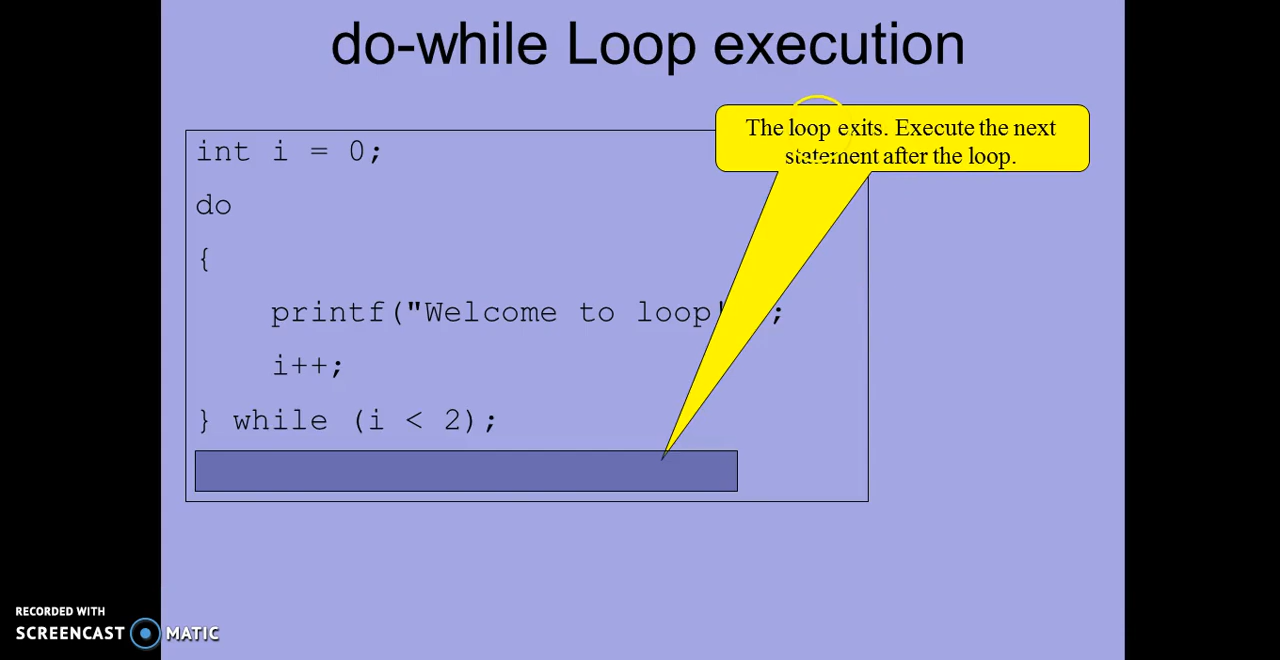 do-while Loop execution
The loop exits. Execute the next
statement after the loop.
int i = 0;
do
{
printf("Welcome to loop! ;
i++;
} while (i < 2);
RECORDED WITH
SCREENCAST MATIC